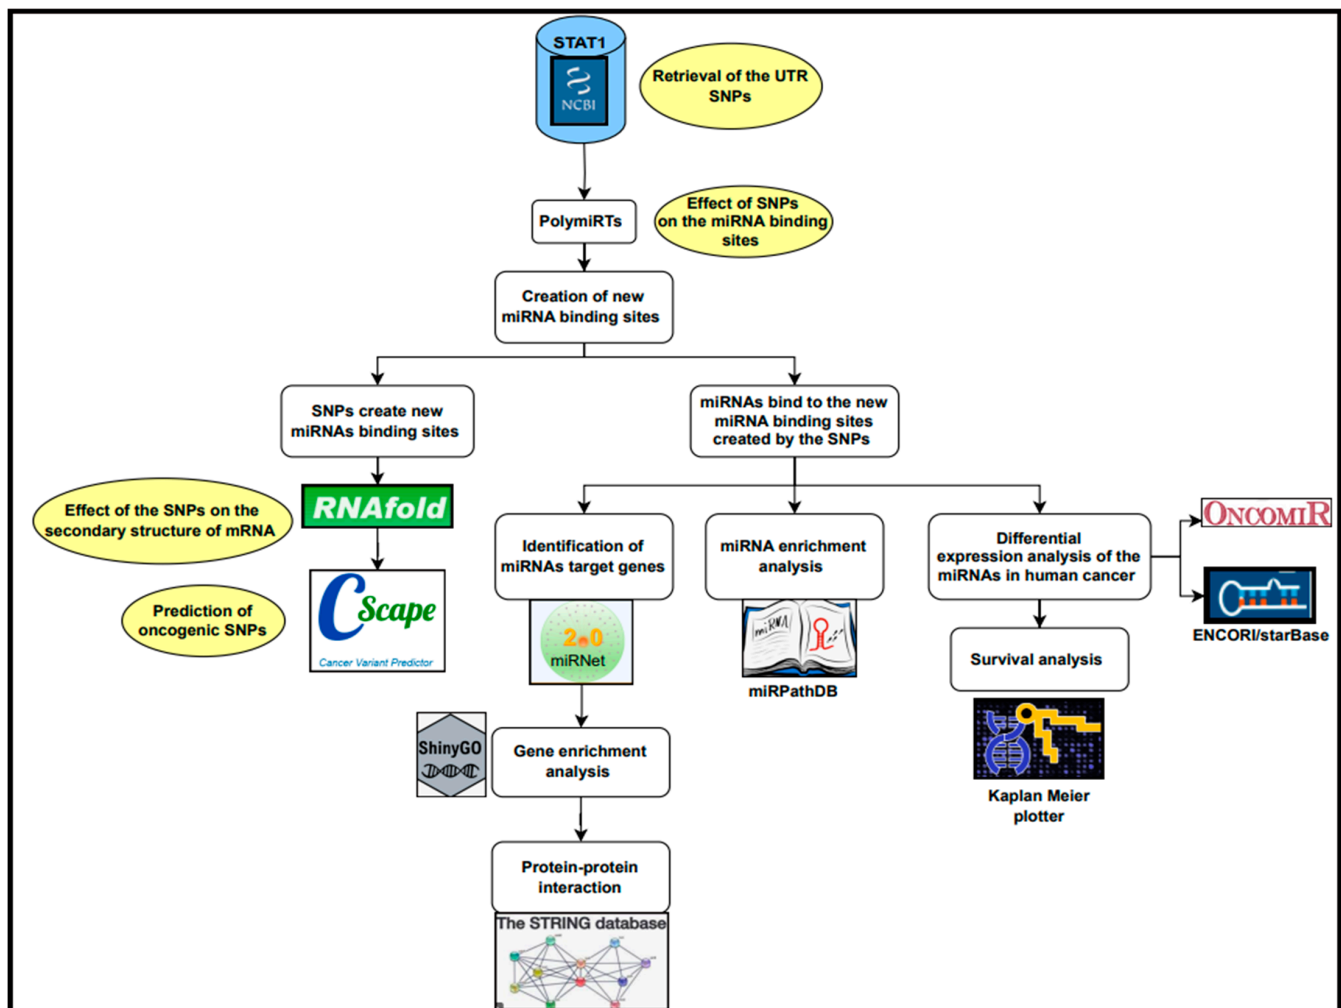 STAT1
NCBI
Retrieval of the UTR
SNPs
PolymiRTs
Effect of SNPs
on the miRNA binding
sites
Creation of new
miRNA binding sites
SNPs create new
miRNAs binding sites
miRNAs bind to the new
miRNA binding sites
created by the SNPs
Effect of the SNPs on the
secondary structure of mRNA
RNAfold
Prediction of
oncogenic SNPs
CScape
Cancer Variant Predictor
Identification of
miRNAs target genes
2.0
miRNet
miRNA enrichment
analysis
miRNA
miRPathDB
Differential
expression analysis of the
miRNAs in human cancer
ONCOMIR
ENCORI/starBase
Survival analysis
Kaplan Meier
plotter
ShinyGO
Gene enrichment
analysis
Protein-protein
interaction
The STRING database